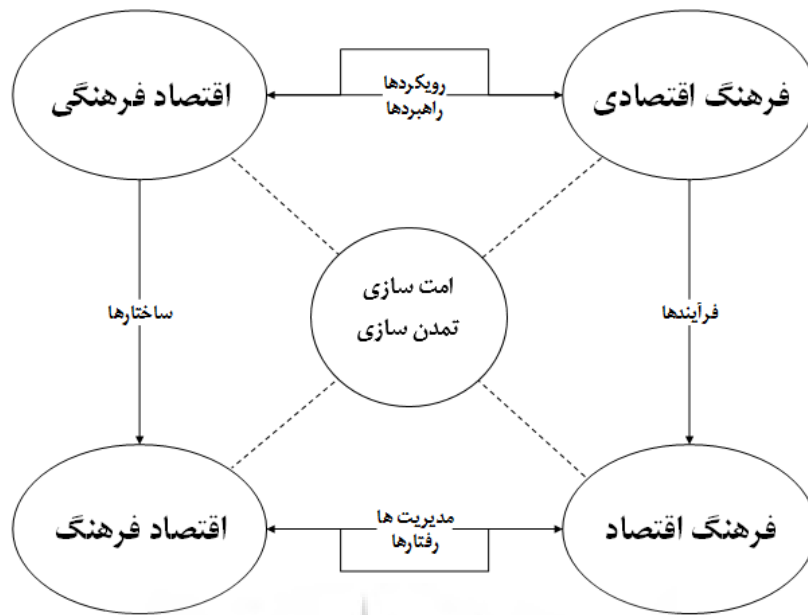 رویکردها
فرهنگ اقتصادی
اقتصاد فرهنگی
راهبردها
امت سازی
تمدن سازی
فرآیندها
ساختارها
مدیریت ها
فرهنگ اقتصاد
اقتصاد فرهنگ
رفتارها